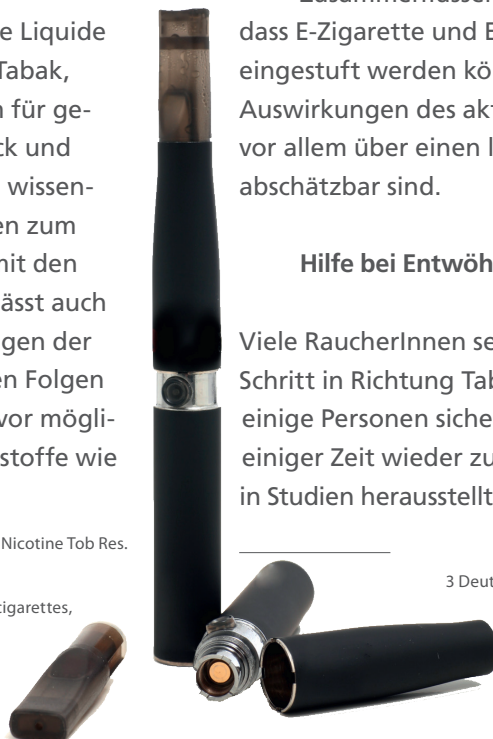 e Liquide
Tabak,
für ge-
ck und
wissen-
en zum
mit den
ässt auch
gen der
en Folgen
vor mögli-
stoffe wie
Nicotine Tob Res.
cigarettes,
Zusammenfassen
dass E-Zigarette und E
eingestuft werden kö
Auswirkungen des akt
vor allem über einen l
abschätzbar sind.
Hilfe bei Entwöh
Viele RaucherInnen se
Schritt in Richtung Tab
einige Personen siche
einiger Zeit wieder zu
in Studien herausstellt
3 Deut